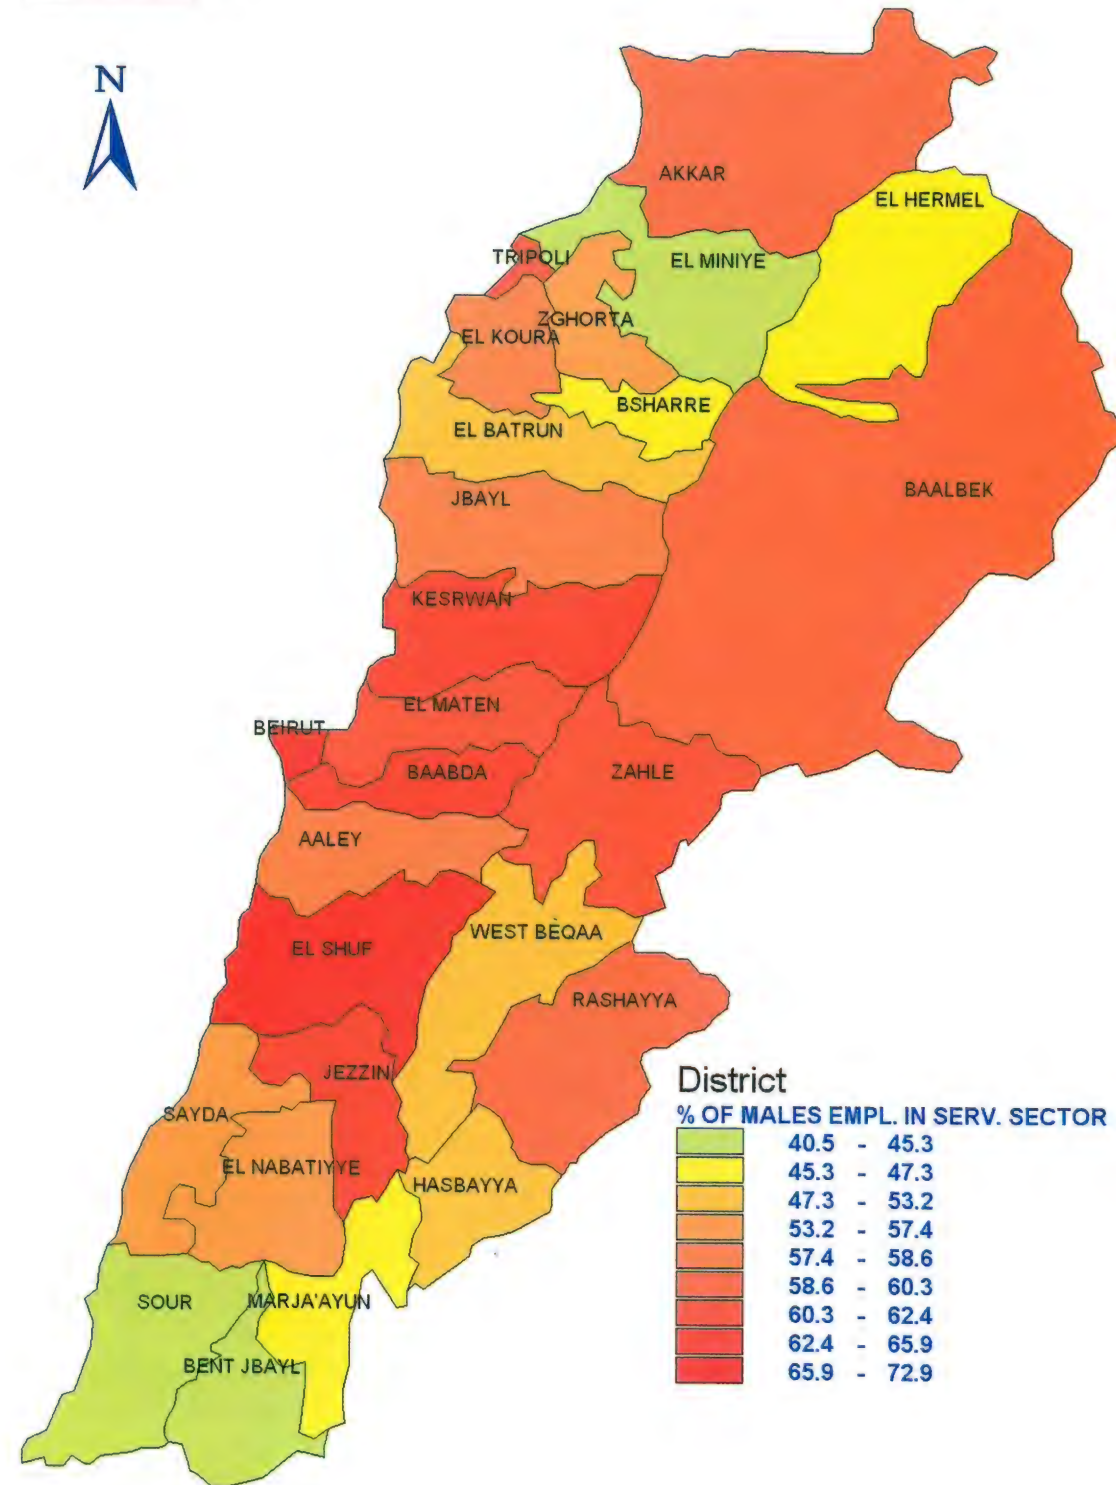 N
AKKAR
EL HERMEL
TRIPOLI
EL MINIYE
ZGHORTA
EL KOURA
BSHARRE
EL BATRUN
BAALBEK
JBAYL
KESRWAN
EL MATEN
BEIRUT
BAABDA
ZAHLE
AALEY
WEST BEQAA
EL SHUF
RASHAYYA
JEZZIN
SAYDA
EL NABATIYYE
HASBAYYA
SOUR
MARJA'AYUN
BENT JBAYL
District
% OF MALES EMPL. IN SERV. SECTOR
40.5 - 45.3
45.3 - 47.3
47.3 - 53.2
53.2 - 57.4
57.4 - 58.6
58.6 - 60.3
60.3 - 62.4
62.4 - 65.9
65.9 - 72.9